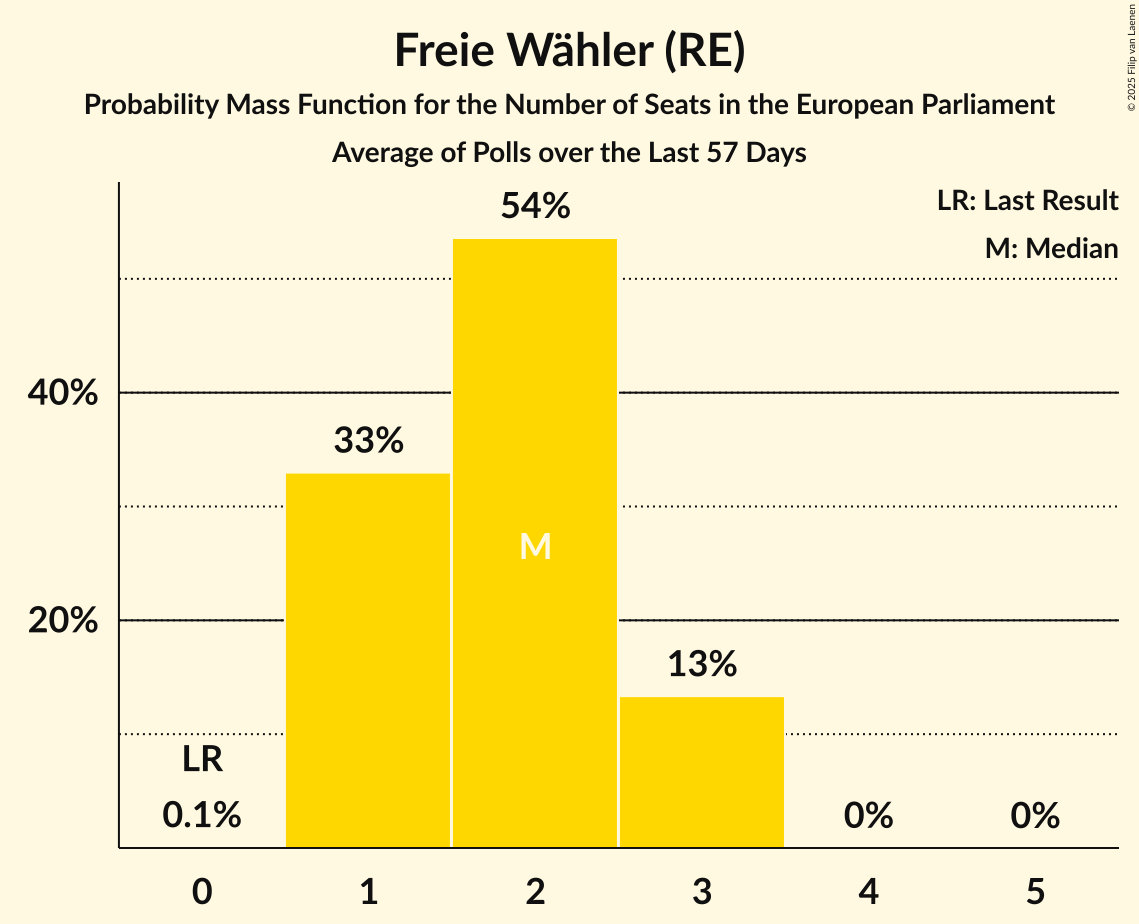 Freie Wähler (RE)
Probability Mass Function for the Number of Seats in the European Parliament
Average of Polls over the Last 57 Days
© 2025 Filip van Laenen
LR: Last Result
M: Median
54%
40%
33%
M
20%
13%
LR
0.1%
0%
0%
0
1
2
3
4
5